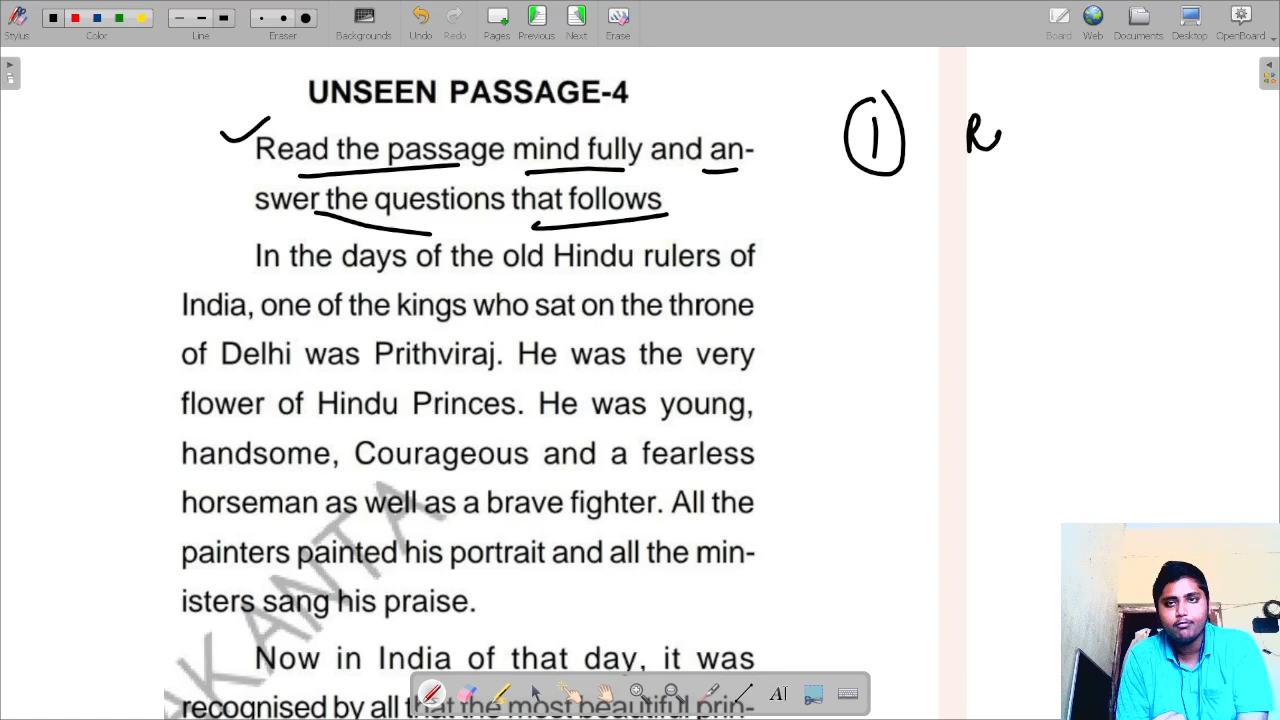 Stylus
Color
Line
Eraser
Backgrounds
Undo
Redo
Pages
Previous
Next
Erase
Board
Web
Documents
Desktop
OpenBoard
UNSEEN PASSAGE-4
Read the passage mind fully and an-
swer the questions that follows
In the days of the old Hindu rulers of
India, one of the kings who sat on the throne
of Delhi was Prithviraj. He was the very
flower of Hindu Princes. He was young,
handsome, Courageous and a fearless
horseman as well as a brave fighter. All the
painters painted his portrait and all the min-
isters sang his praise.
Now in India of that day, it was
recognised by all that the most beautiful prin-
1 R
AKANTA